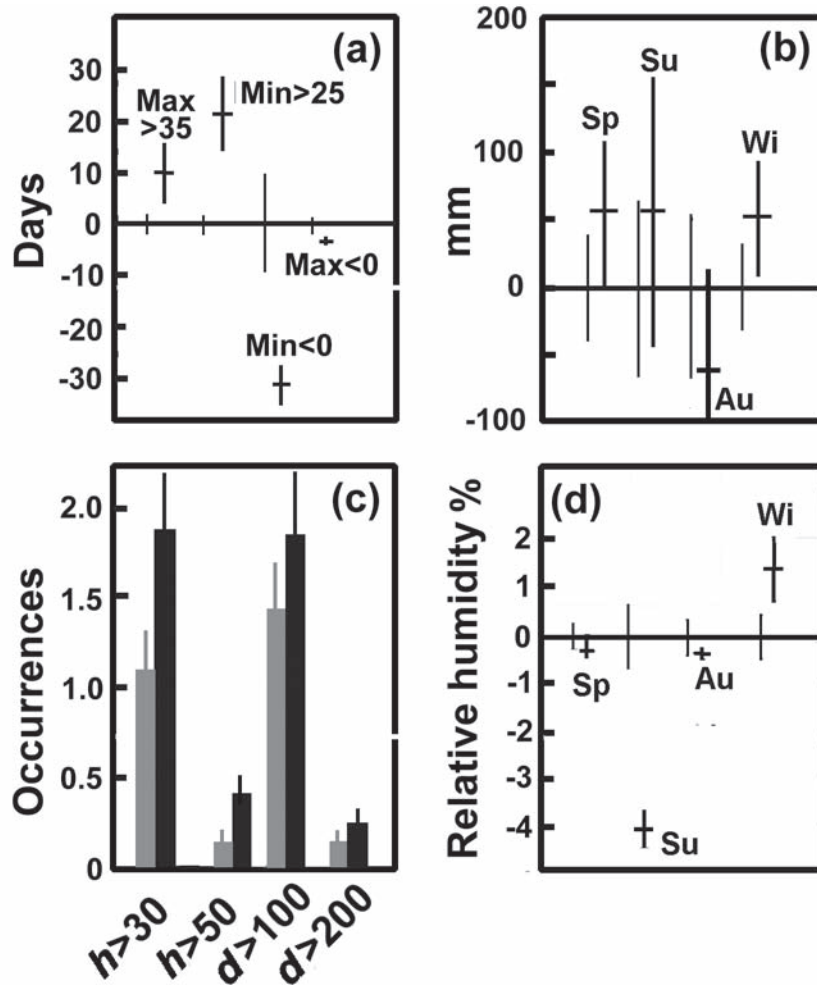 (a)
30
20
10
0
-10
-20
-30
Days
Max
>35
Min>25
Max<0
Min<0
(b)
200
100
0
-100
mm
Sp
Su
Au
Wi
(c)
2.0
1.5
1.0
0.5
0
Occurrences
h>30
h>50
d>100
d>200
(d)
2
1
0
-1
-2
-3
-4
Relative humidity %
Sp
Su
Au
Wi